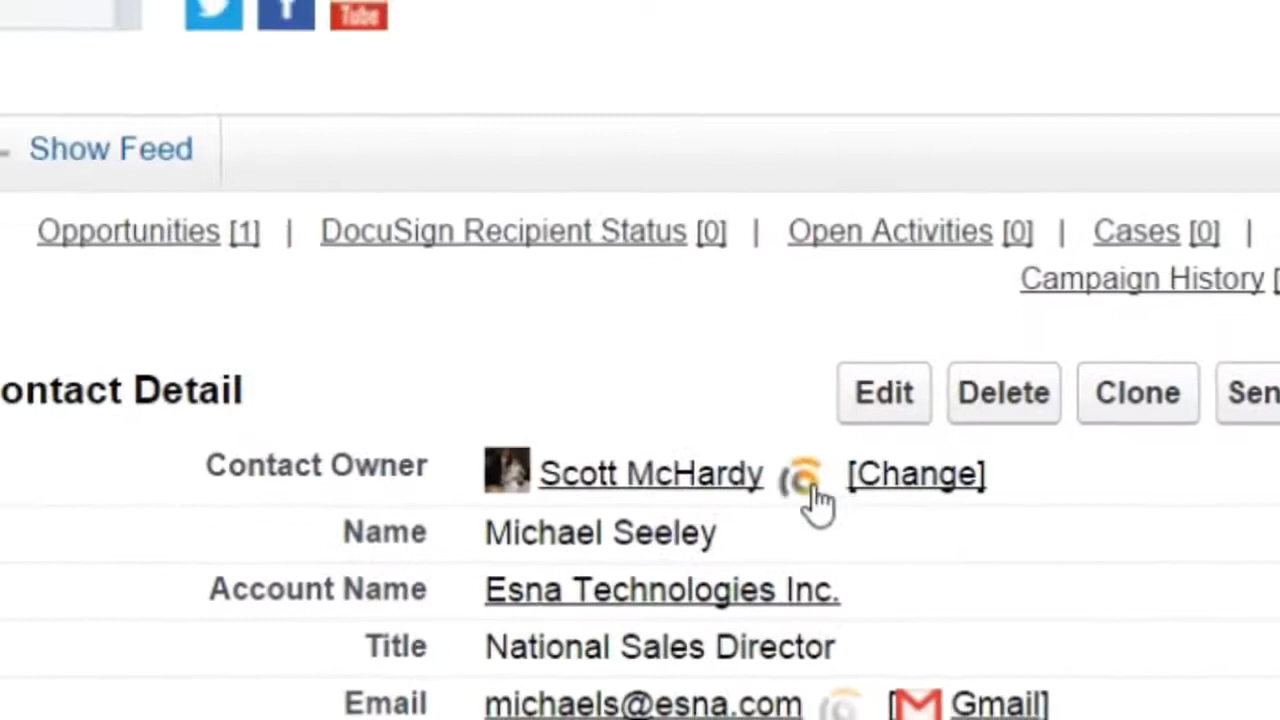 Tube
Show Feed
Opportunities [1] | DocuSign Recipient Status [0] | Open Activities [0] | Cases [0] |
Campaign History [
ontact Detail
Edit Delete Clone Sen
Contact Owner Scott McHardy [Change]
Name Michael Seeley
Account Name Esna Technologies Inc.
Title National Sales Director
Email michaels@esna.com [ Gmail]